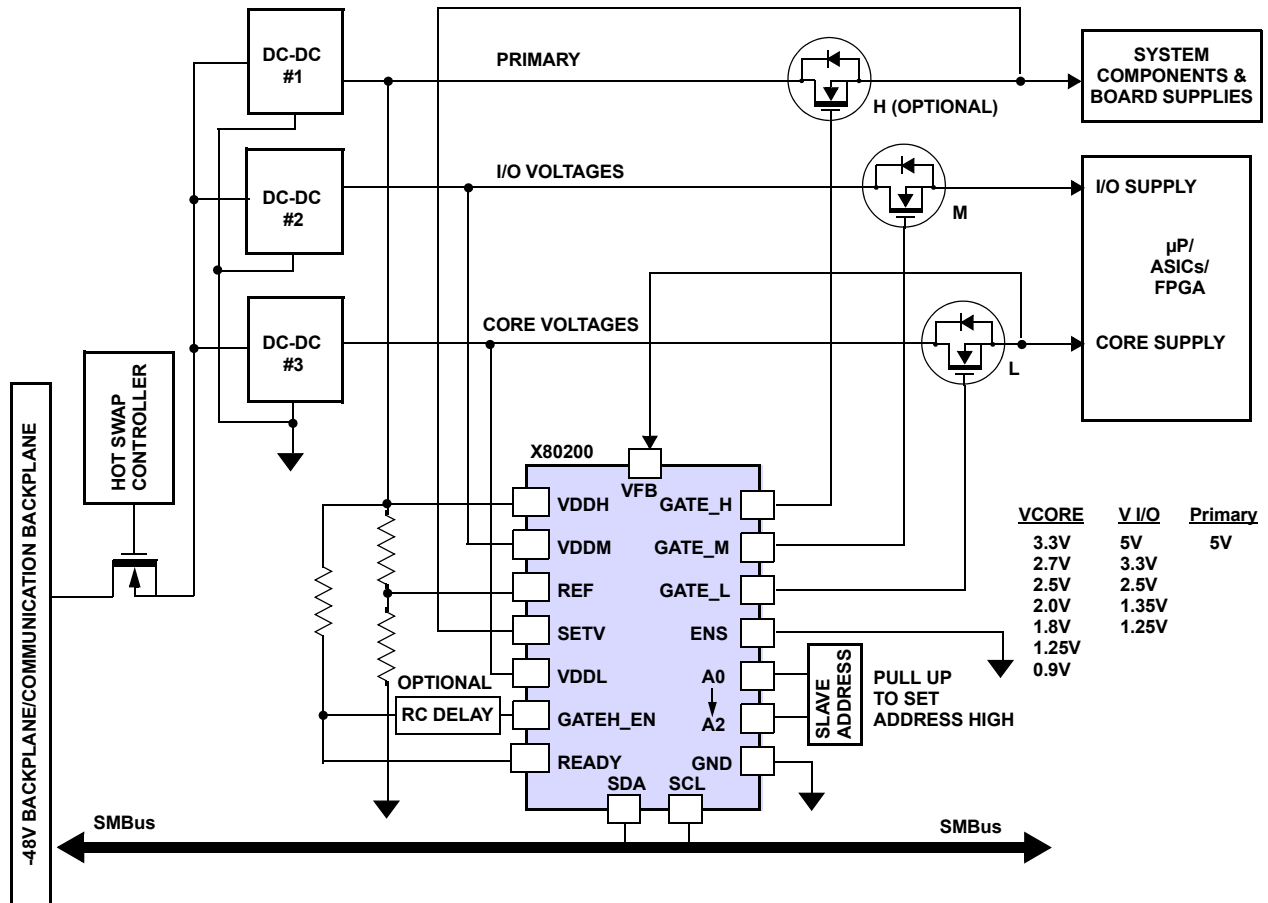 DC-DC
#1
PRIMARY
H (OPTIONAL)
SYSTEM
COMPONENTS &
BOARD SUPPLIES
DC-DC
#2
I/O VOLTAGES
M
I/O SUPPLY
µP/
ASICs/
FPGA
DC-DC
#3
CORE VOLTAGES
L
CORE SUPPLY
-48V BACKPLANE/COMMUNICATION BACKPLANE
HOT SWAP
CONTROLLER
X80200
VFB
VDDH
VDDM
REF
SETV
VDDL
GATEH_EN
READY
GATE_H
GATE_M
GATE_L
ENS
A0
A2
GND
SDA
SCL
OPTIONAL
RC DELAY
SLAVE
ADDRESS
PULL UP
TO SET
ADDRESS HIGH
VCORE V I/O Primary
3.3V 5V 5V
2.7V 3.3V
2.5V 2.5V
2.0V 1.35V
1.8V 1.25V
1.25V
0.9V
SMBus
SMBus